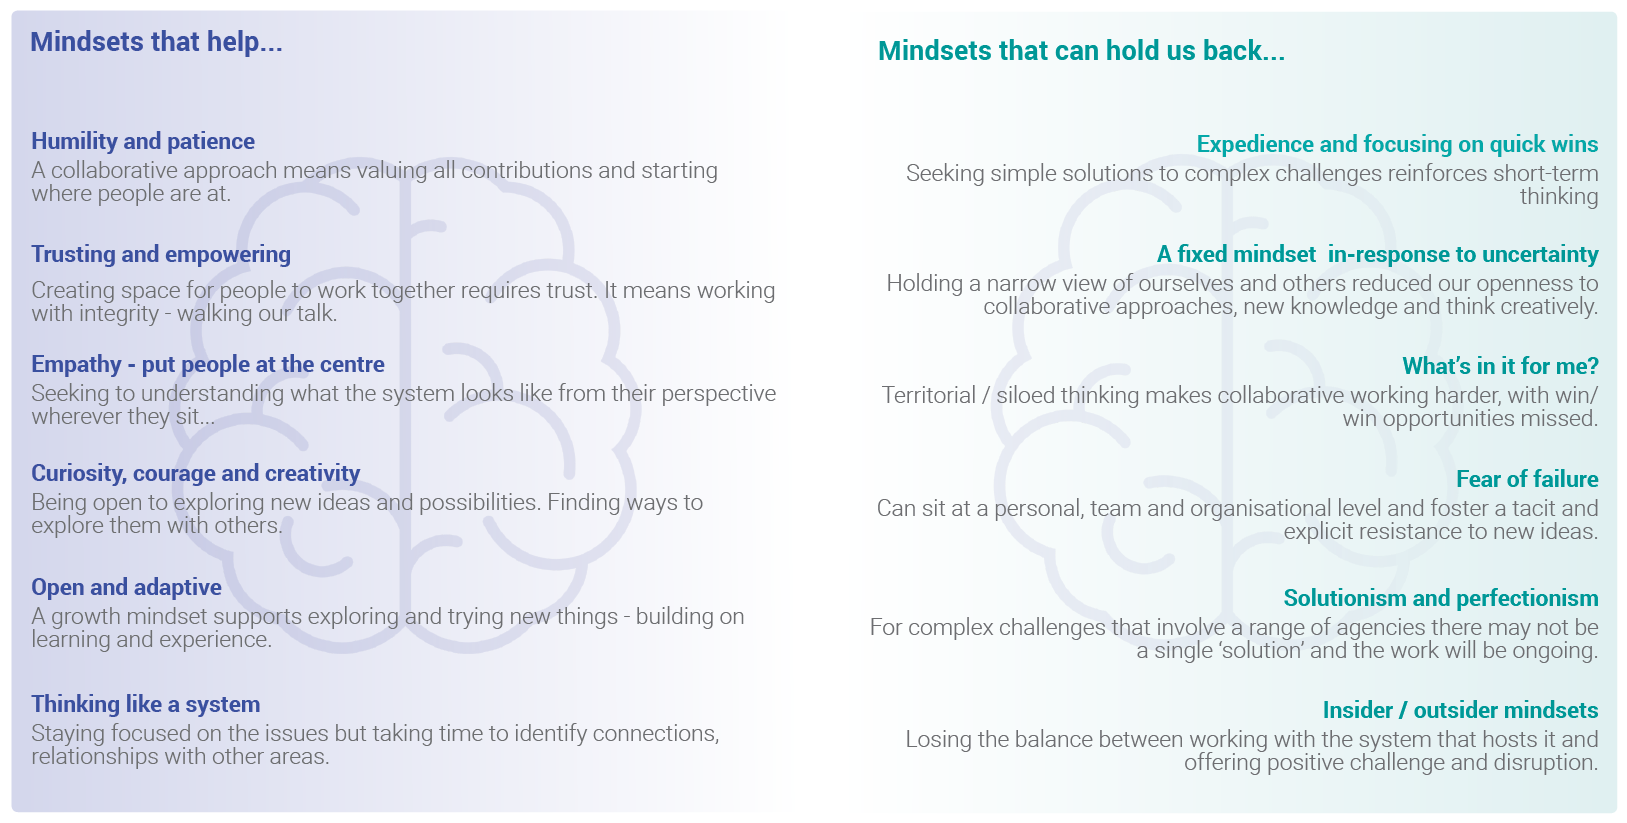 Mindsets that help...
Humility and patience
A collaborative approach means valuing all contributions and starting
where people are at.
Trusting and empowering
Creating space for people to work together requires trust. It means working
with integrity - walking our talk.
Empathy - put people at the centre
Seeking to understanding what the system looks like from their perspective
wherever they sit...
Curiosity, courage and creativity
Being open to exploring new ideas and possibilities. Finding ways to
explore them with others.
Open and adaptive
A growth mindset supports exploring and trying new things - building on
learning and experience.
Thinking like a system
Staying focused on the issues but taking time to identify connections,
relationships with other areas.
Mindsets that can hold us back...
Expedience and focusing on quick wins
Seeking simple solutions to complex challenges reinforces short-term
thinking
A fixed mindset  in-response to uncertainty
Holding a narrow view of ourselves and others reduced our openness to
collaborative approaches, new knowledge and think creatively.
What’s in it for me?
Territorial / siloed thinking makes collaborative working harder, with win/
win opportunities missed.
Fear of failure
Can sit at a personal, team and organisational level and foster a tacit and
explicit resistance to new ideas.
Solutionism and perfectionism
For complex challenges that involve a range of agencies there may not be
a single ‘solution’ and the work will be ongoing.
Insider / outsider mindsets
Losing the balance between working with the system that hosts it and
offering positive challenge and disruption.